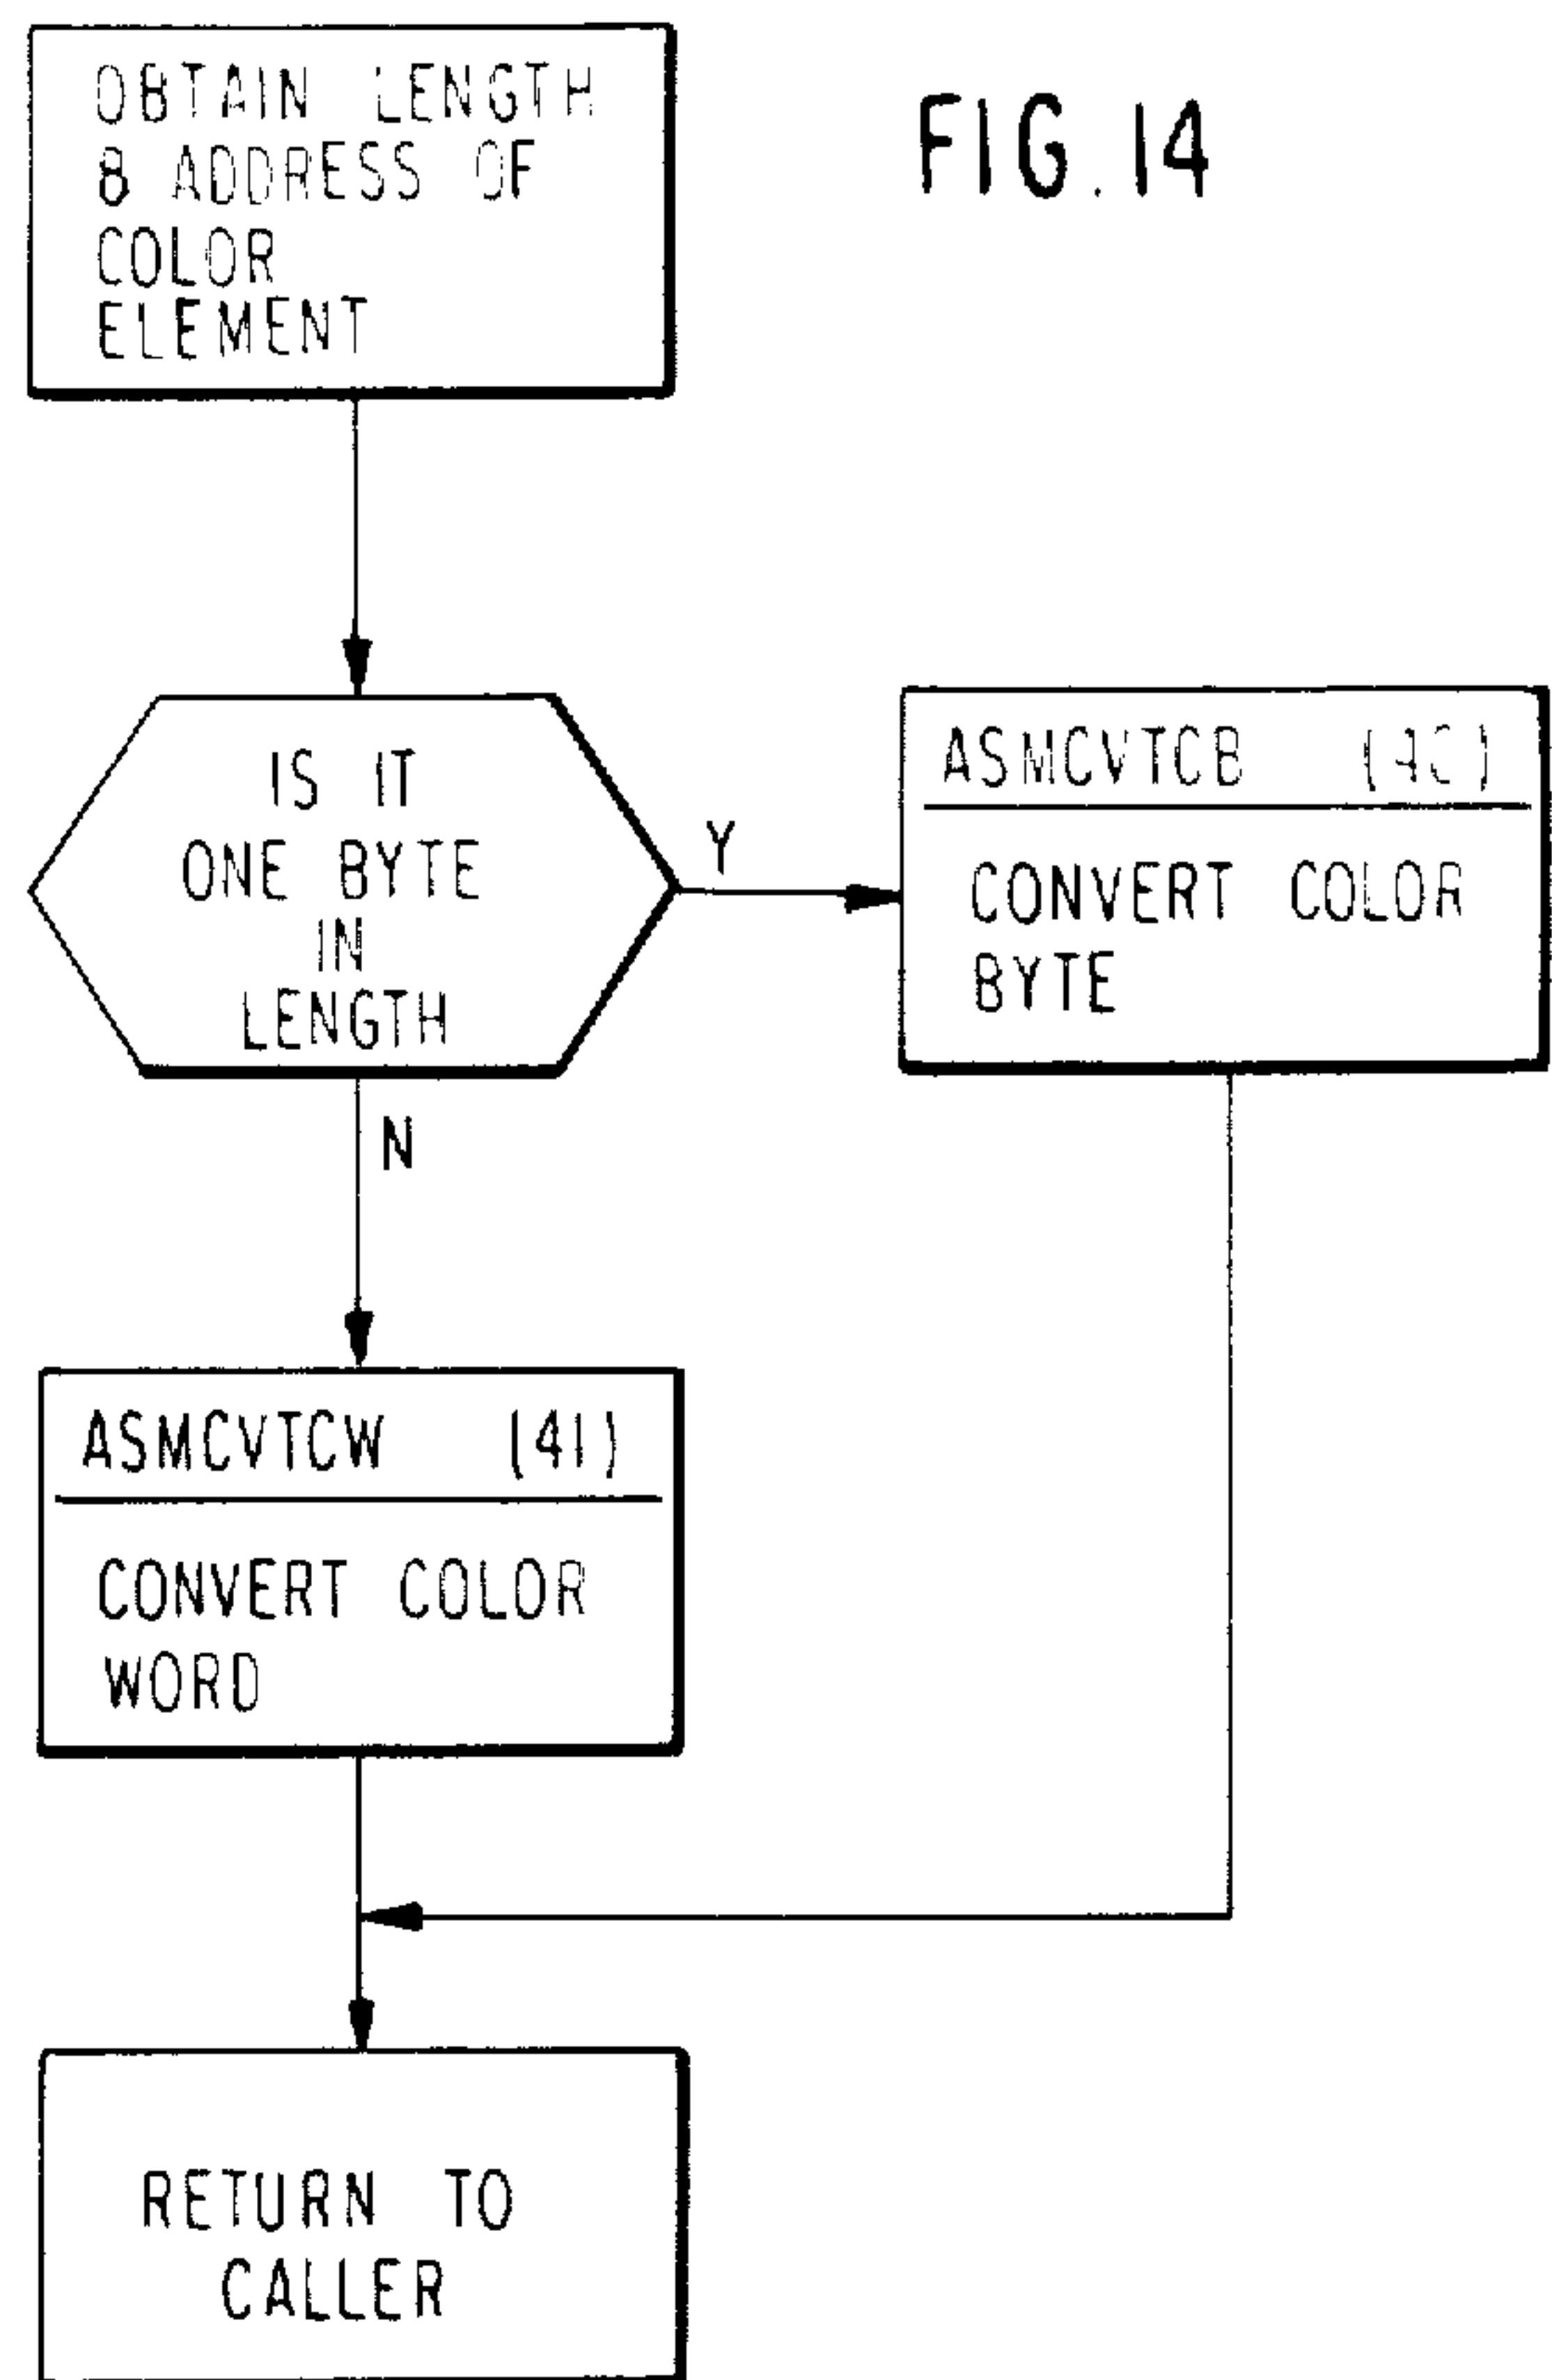 OBTAIN LENGTH
& ADDRESS OF
COLOR
ELEMENT
FIG. 14
IS IT
ONE BYTE
IN
LENGTH
Y
ASMCVTCB (40)
CONVERT COLOR
BYTE
N
ASMCVTCW (41)
CONVERT COLOR
WORD
RETURN TO
CALLER